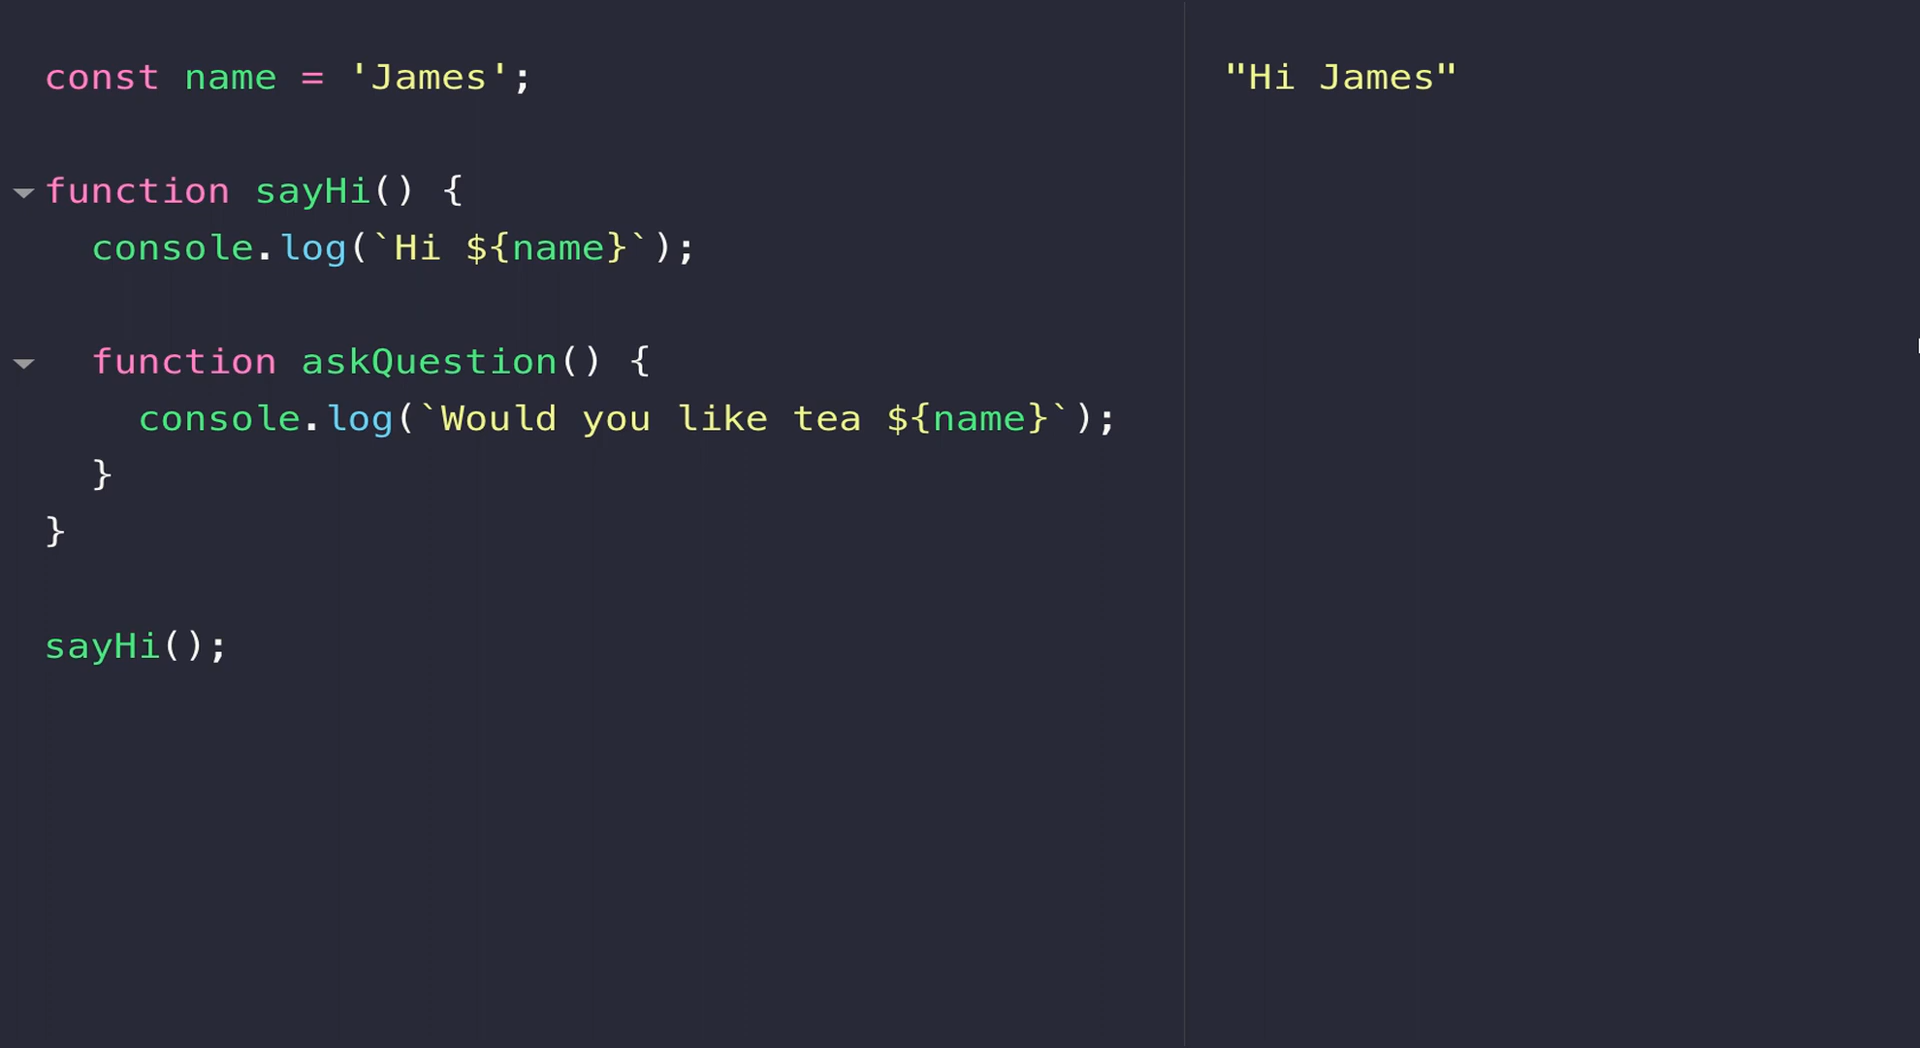 const name = 'James';
function sayHi() {
console.log(`Hi ${name}`);
function askQuestion() {
console.log(`Would you like tea ${name}`);
}
}
sayHi();
"Hi James"